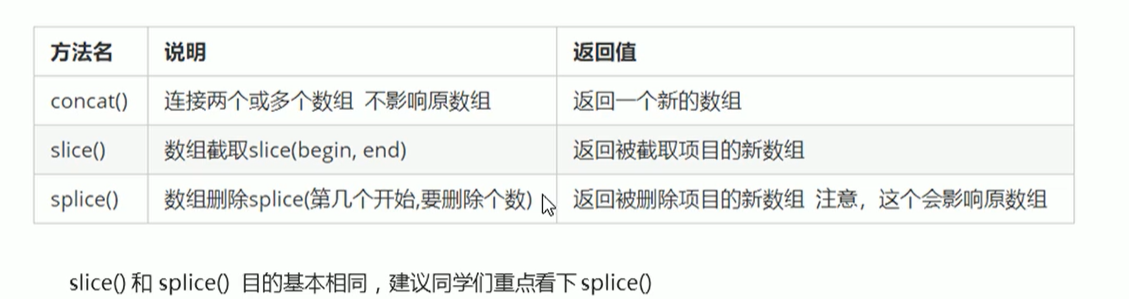 方法名 说明 返回值
concat() 连接两个或多个数组 不影响原数组 返回一个新的数组
slice() 数组截取slice(begin, end) 返回被截取项目的新数组
splice() 数组删除splice(第几个开始,要删除个数) 返回被删除项目的新数组 注意，这个会影响原数组
slice() 和 splice() 目的基本相同，建议同学们重点看下 splice()